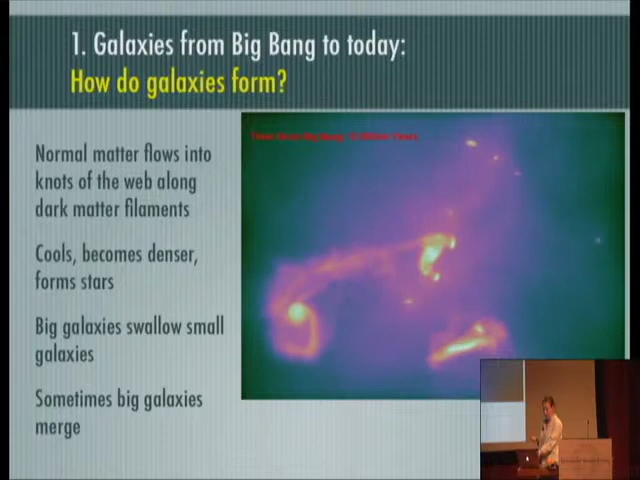 1. Galaxies from Big Bang to today:
How do galaxies form?
Normal matter flows into
knots of the web along
dark matter filaments
Cools, becomes denser,
forms stars
Big galaxies swallow small
galaxies
Sometimes big galaxies
merge